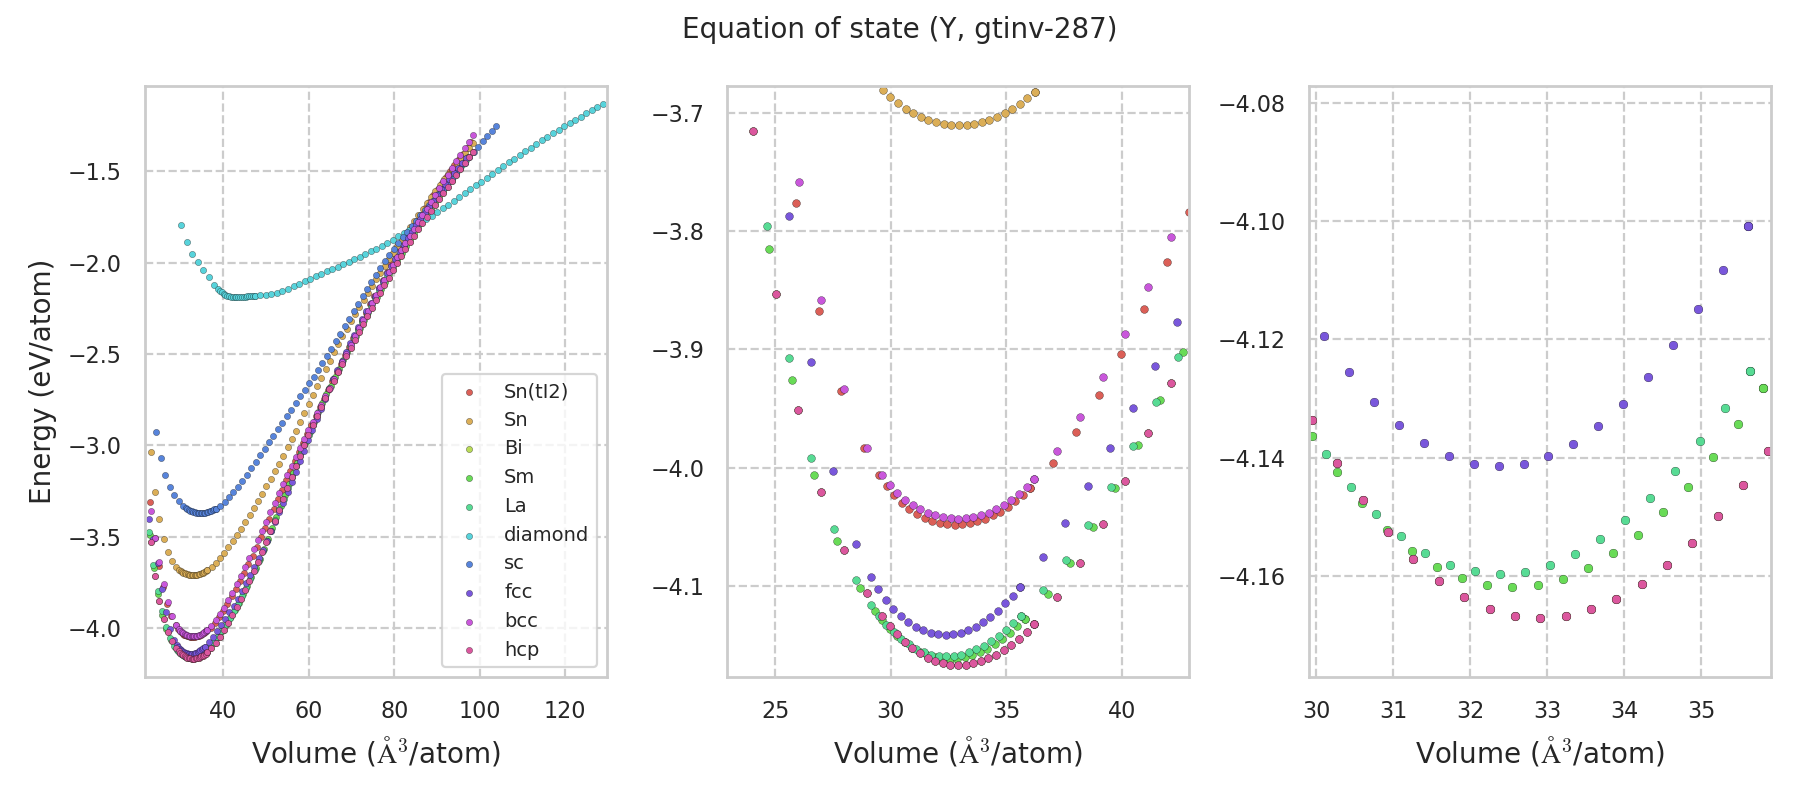 Equation of state (Y, gtinv-287)
Energy (eV/atom)
−1.5
−2.0
−2.5
−3.0
−3.5
−4.0
40
60
80
100
120
Volume (Å³/atom)
Sn(tI2)
Sn
Bi
Sm
La
diamond
sc
fcc
bcc
hcp
−3.7
−3.8
−3.9
−4.0
−4.1
25
30
35
40
Volume (Å³/atom)
−4.08
−4.10
−4.12
−4.14
−4.16
30
31
32
33
34
35
Volume (Å³/atom)